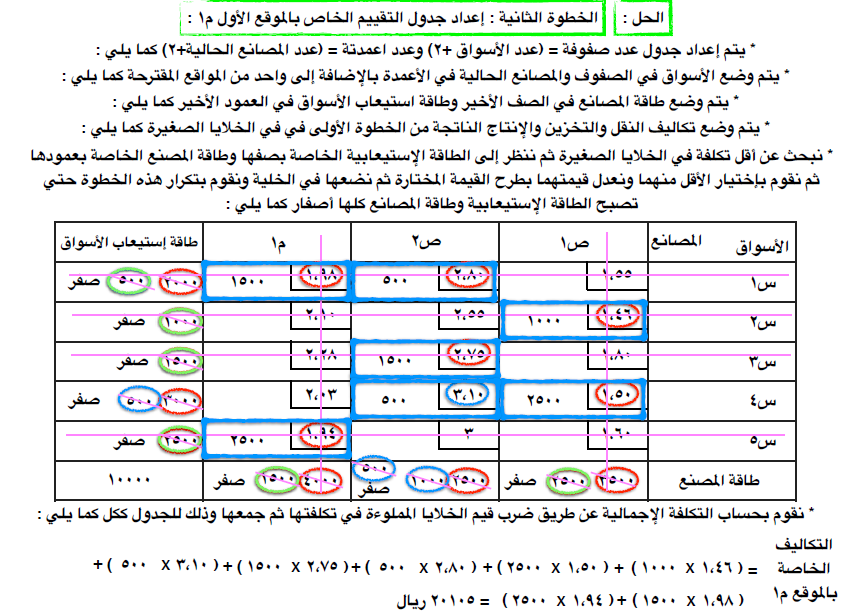 الحل : الخطوة الثانية : إعداد جدول التقييم الخاص بالموقع الأول م١ :
* يتم إعداد جدول عدد صفوفة = (عدد الأسواق +٢) وعدد اعمدتة = (عدد المصانع الحالية+٢) كما يلي :
* يتم وضع الأسواق في الصفوف والمصانع الحالية في الأعمدة بالإضافة إلى واحد من المواقع المقترحة كما يلي :
* يتم وضع طاقة المصانع في الصف الأخير وطاقة استيعاب الأسواق في العمود الأخير كما يلي :
* يتم وضع تكاليف النقل والتخزين والإنتاج الناتجة من الخطوة الأولى في في الخلايا الصغيرة كما يلي :
* نبحث عن أقل تكلفة في الخلايا الصغيرة ثم ننظر إلى الطاقة الإستيعابية الخاصة بصفها وطاقة المصنع الخاصة بعمودها
ثم نقوم بإختيار الأقل منهما ونعدل قيمتهما بطرح القيمة المختارة ثم نضعها في الخلية ونقوم بتكرار هذه الخطوة حتي
تصبح الطاقة الإستيعابية وطاقة المصانع كلها أصفار كما يلي :
الأسواق المصانع ص١ ص٢ م١ طاقة إستيعاب الأسواق
س١ ١،٥٥ ٢،٨٠ ٥٠٠ ١،٩٨ ١٥٠٠ ٢٠٠٠ ٥٠٠ صفر
س٢ ١،٤٦ ١٠٠٠ ٢،٥٥ ٢،١٠ ١٠٠٠ صفر
س٣ ١،٨٠ ٢،٧٥ ١٥٠٠ ٢،٢٨ ١٥٠٠ صفر
س٤ ١،٥٠ ٢٥٠٠ ٣،١٠ ٥٠٠ ٢،٠٣ ٣٠٠٠ ٥٠٠ صفر
س٥ ١،٦٠ ٣ ١،٩٤ ٢٥٠٠ ٢٥٠٠ صفر
طاقة المصنع ٣٥٠٠ ٢٥٠٠ صفر ٢٥٠٠ ١٠٠٠ ٥٠٠ صفر ٤٠٠٠ ١٥٠٠ صفر ١٠٠٠٠
* نقوم بحساب التكلفة الإجمالية عن طريق ضرب قيم الخلايا المملوءة في تكلفتها ثم جمعها وذلك للجدول ككل كما يلي :
التكاليف
الخاصة = ( ١،٤٦ X ١٠٠٠ ) + ( ١،٥٠ X ٢٥٠٠ ) + ( ٢،٨٠ X ٥٠٠ ) + ( ٢،٧٥ X ١٥٠٠ ) + ( ٣،١٠ X ٥٠٠ ) +
بالموقع م١ ( ١،٩٨ X ١٥٠٠ ) + ( ١،٩٤ X ٢٥٠٠ ) = ٢٠١٠٥ ريال